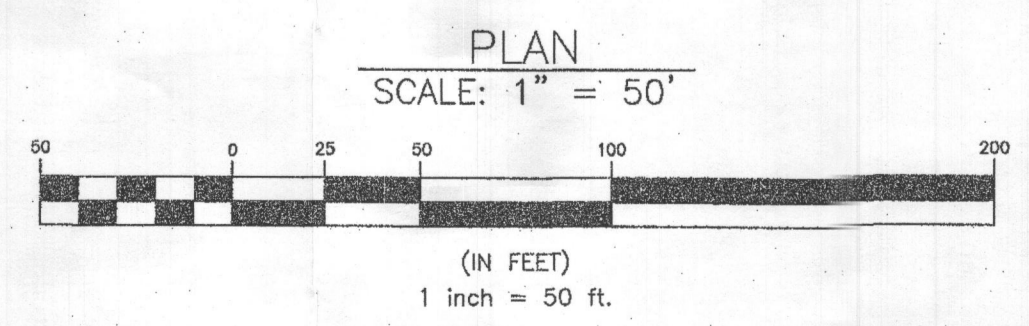 PLAN
SCALE: 1" = 50'
50 0 25 50 100 200
(IN FEET)
1 inch = 50 ft.